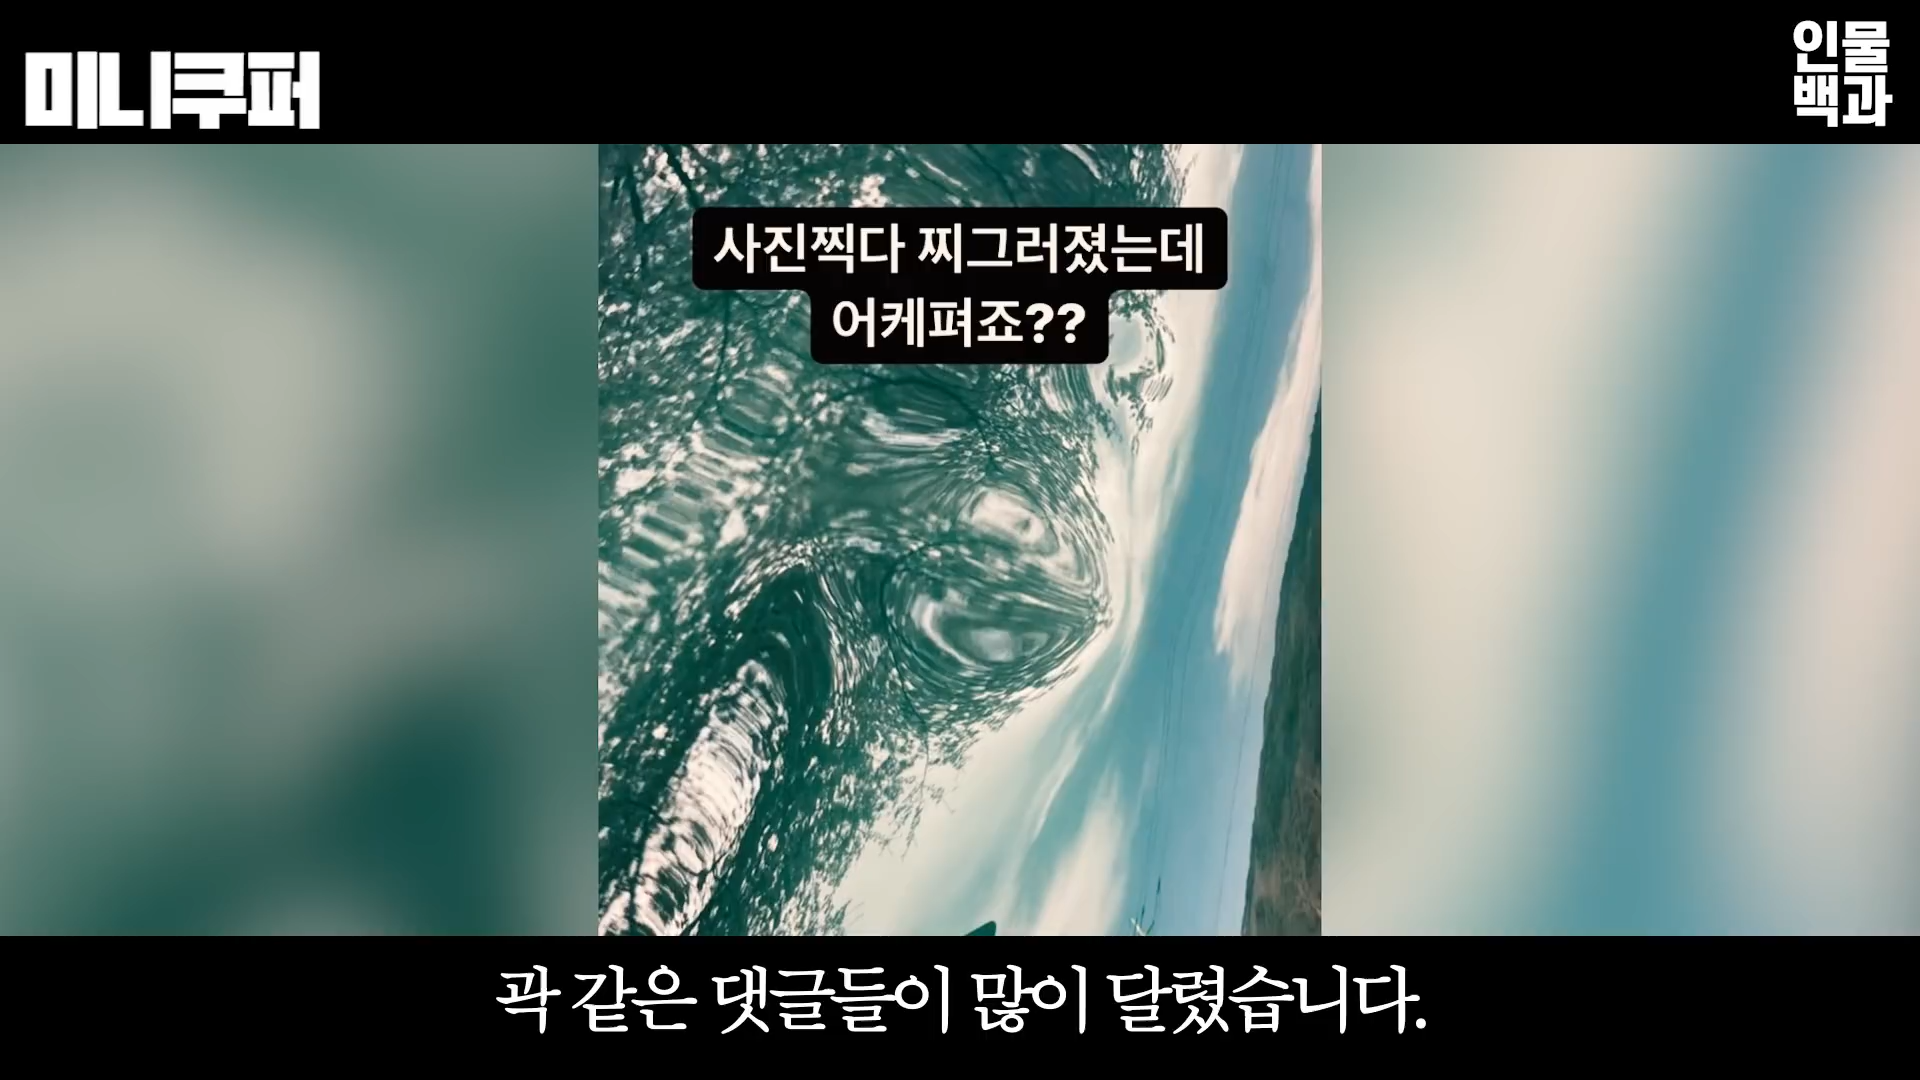 미니쿠퍼
인물
백과
사진찍다 찌그러졌는데
어케펴죠??
곽 같은 댓글들이 많이 달렸습니다.